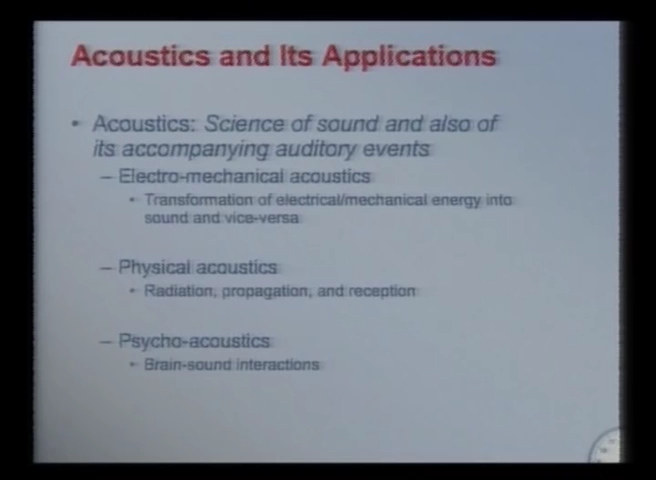 Acoustics and Its Applications
• Acoustics: Science of sound and also of
its accompanying auditory events
– Electro-mechanical acoustics
• Transformation of electrical/mechanical energy into
sound and vice-versa
– Physical acoustics
• Radiation, propagation, and reception
– Psycho-acoustics
• Brain-sound interactions